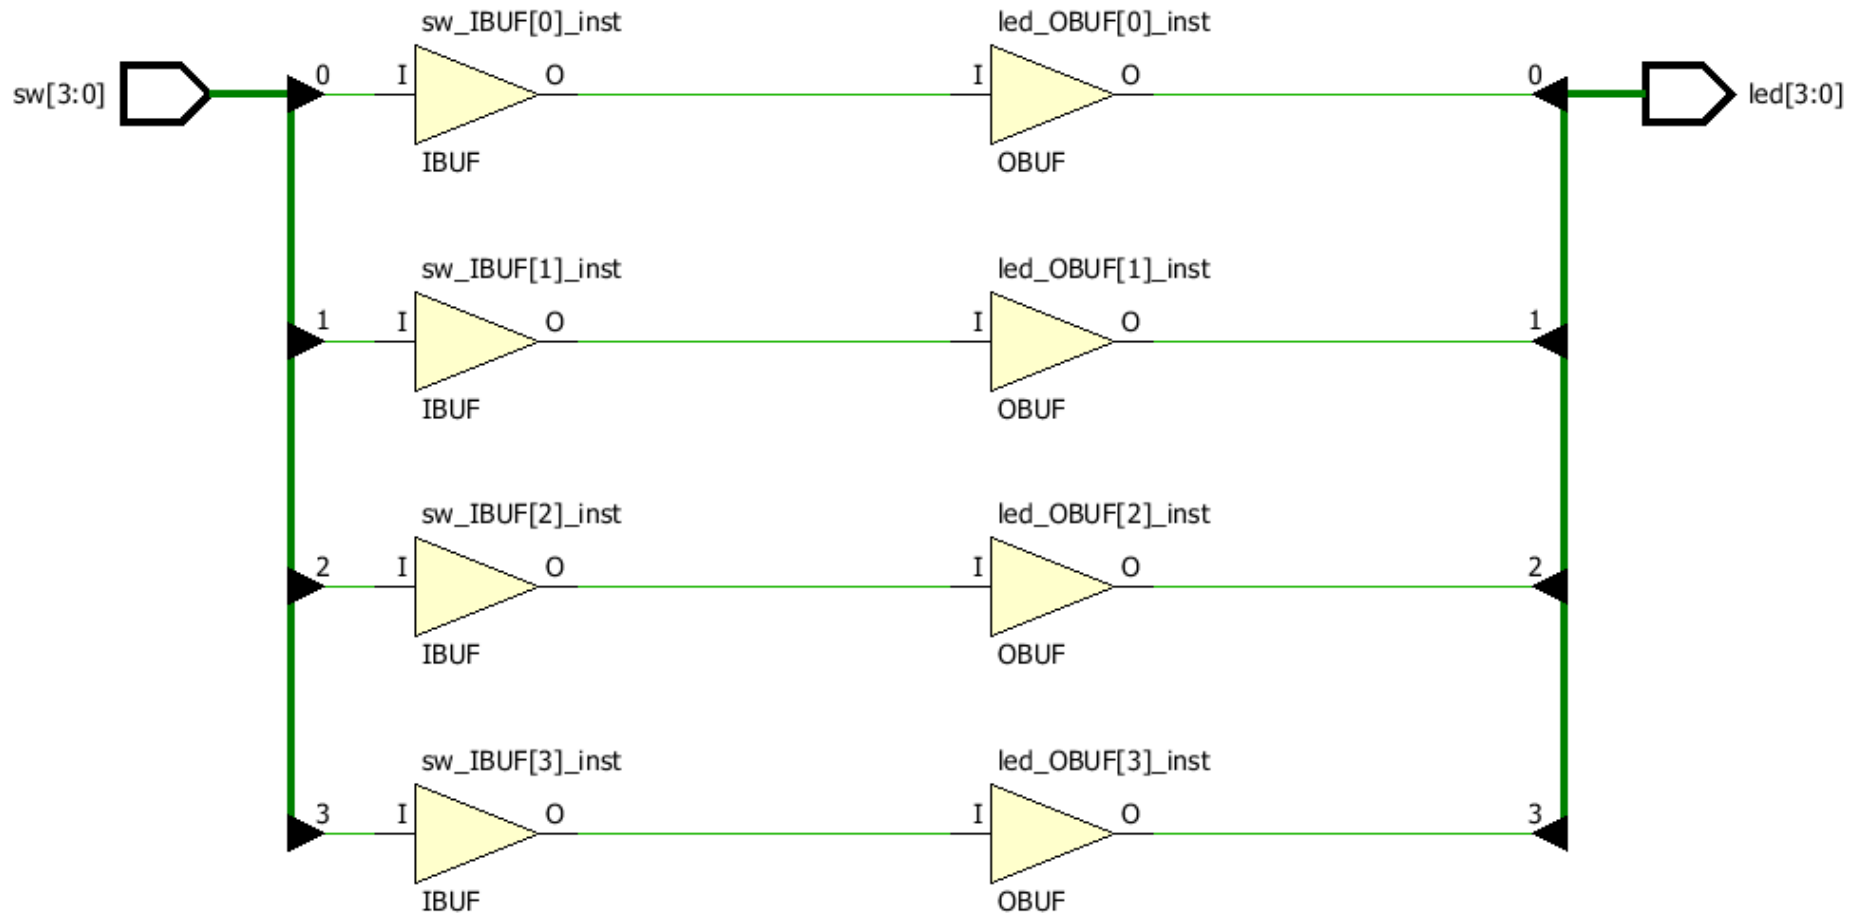 sw_IBUF[0]_inst led_OBUF[0]_inst
sw[3:0] 0 I O I O 0 led[3:0]
IBUF OBUF
sw_IBUF[1]_inst led_OBUF[1]_inst
1 I O I O 1
IBUF OBUF
sw_IBUF[2]_inst led_OBUF[2]_inst
2 I O I O 2
IBUF OBUF
sw_IBUF[3]_inst led_OBUF[3]_inst
3 I O I O 3
IBUF OBUF